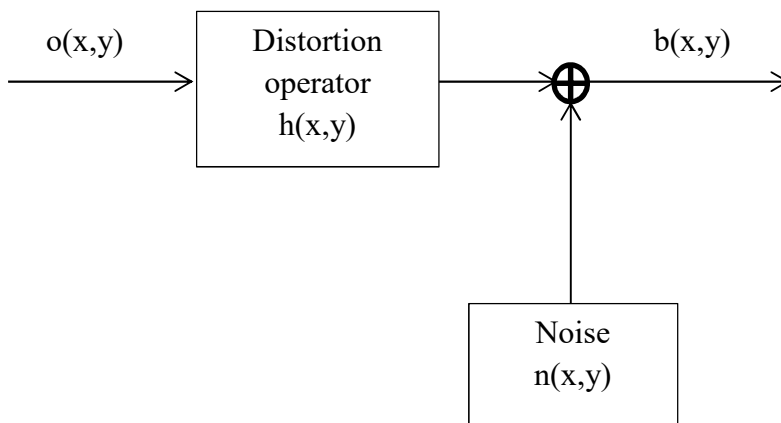 o(x,y)
Distortion
operator
h(x,y)
b(x,y)
Noise
n(x,y)